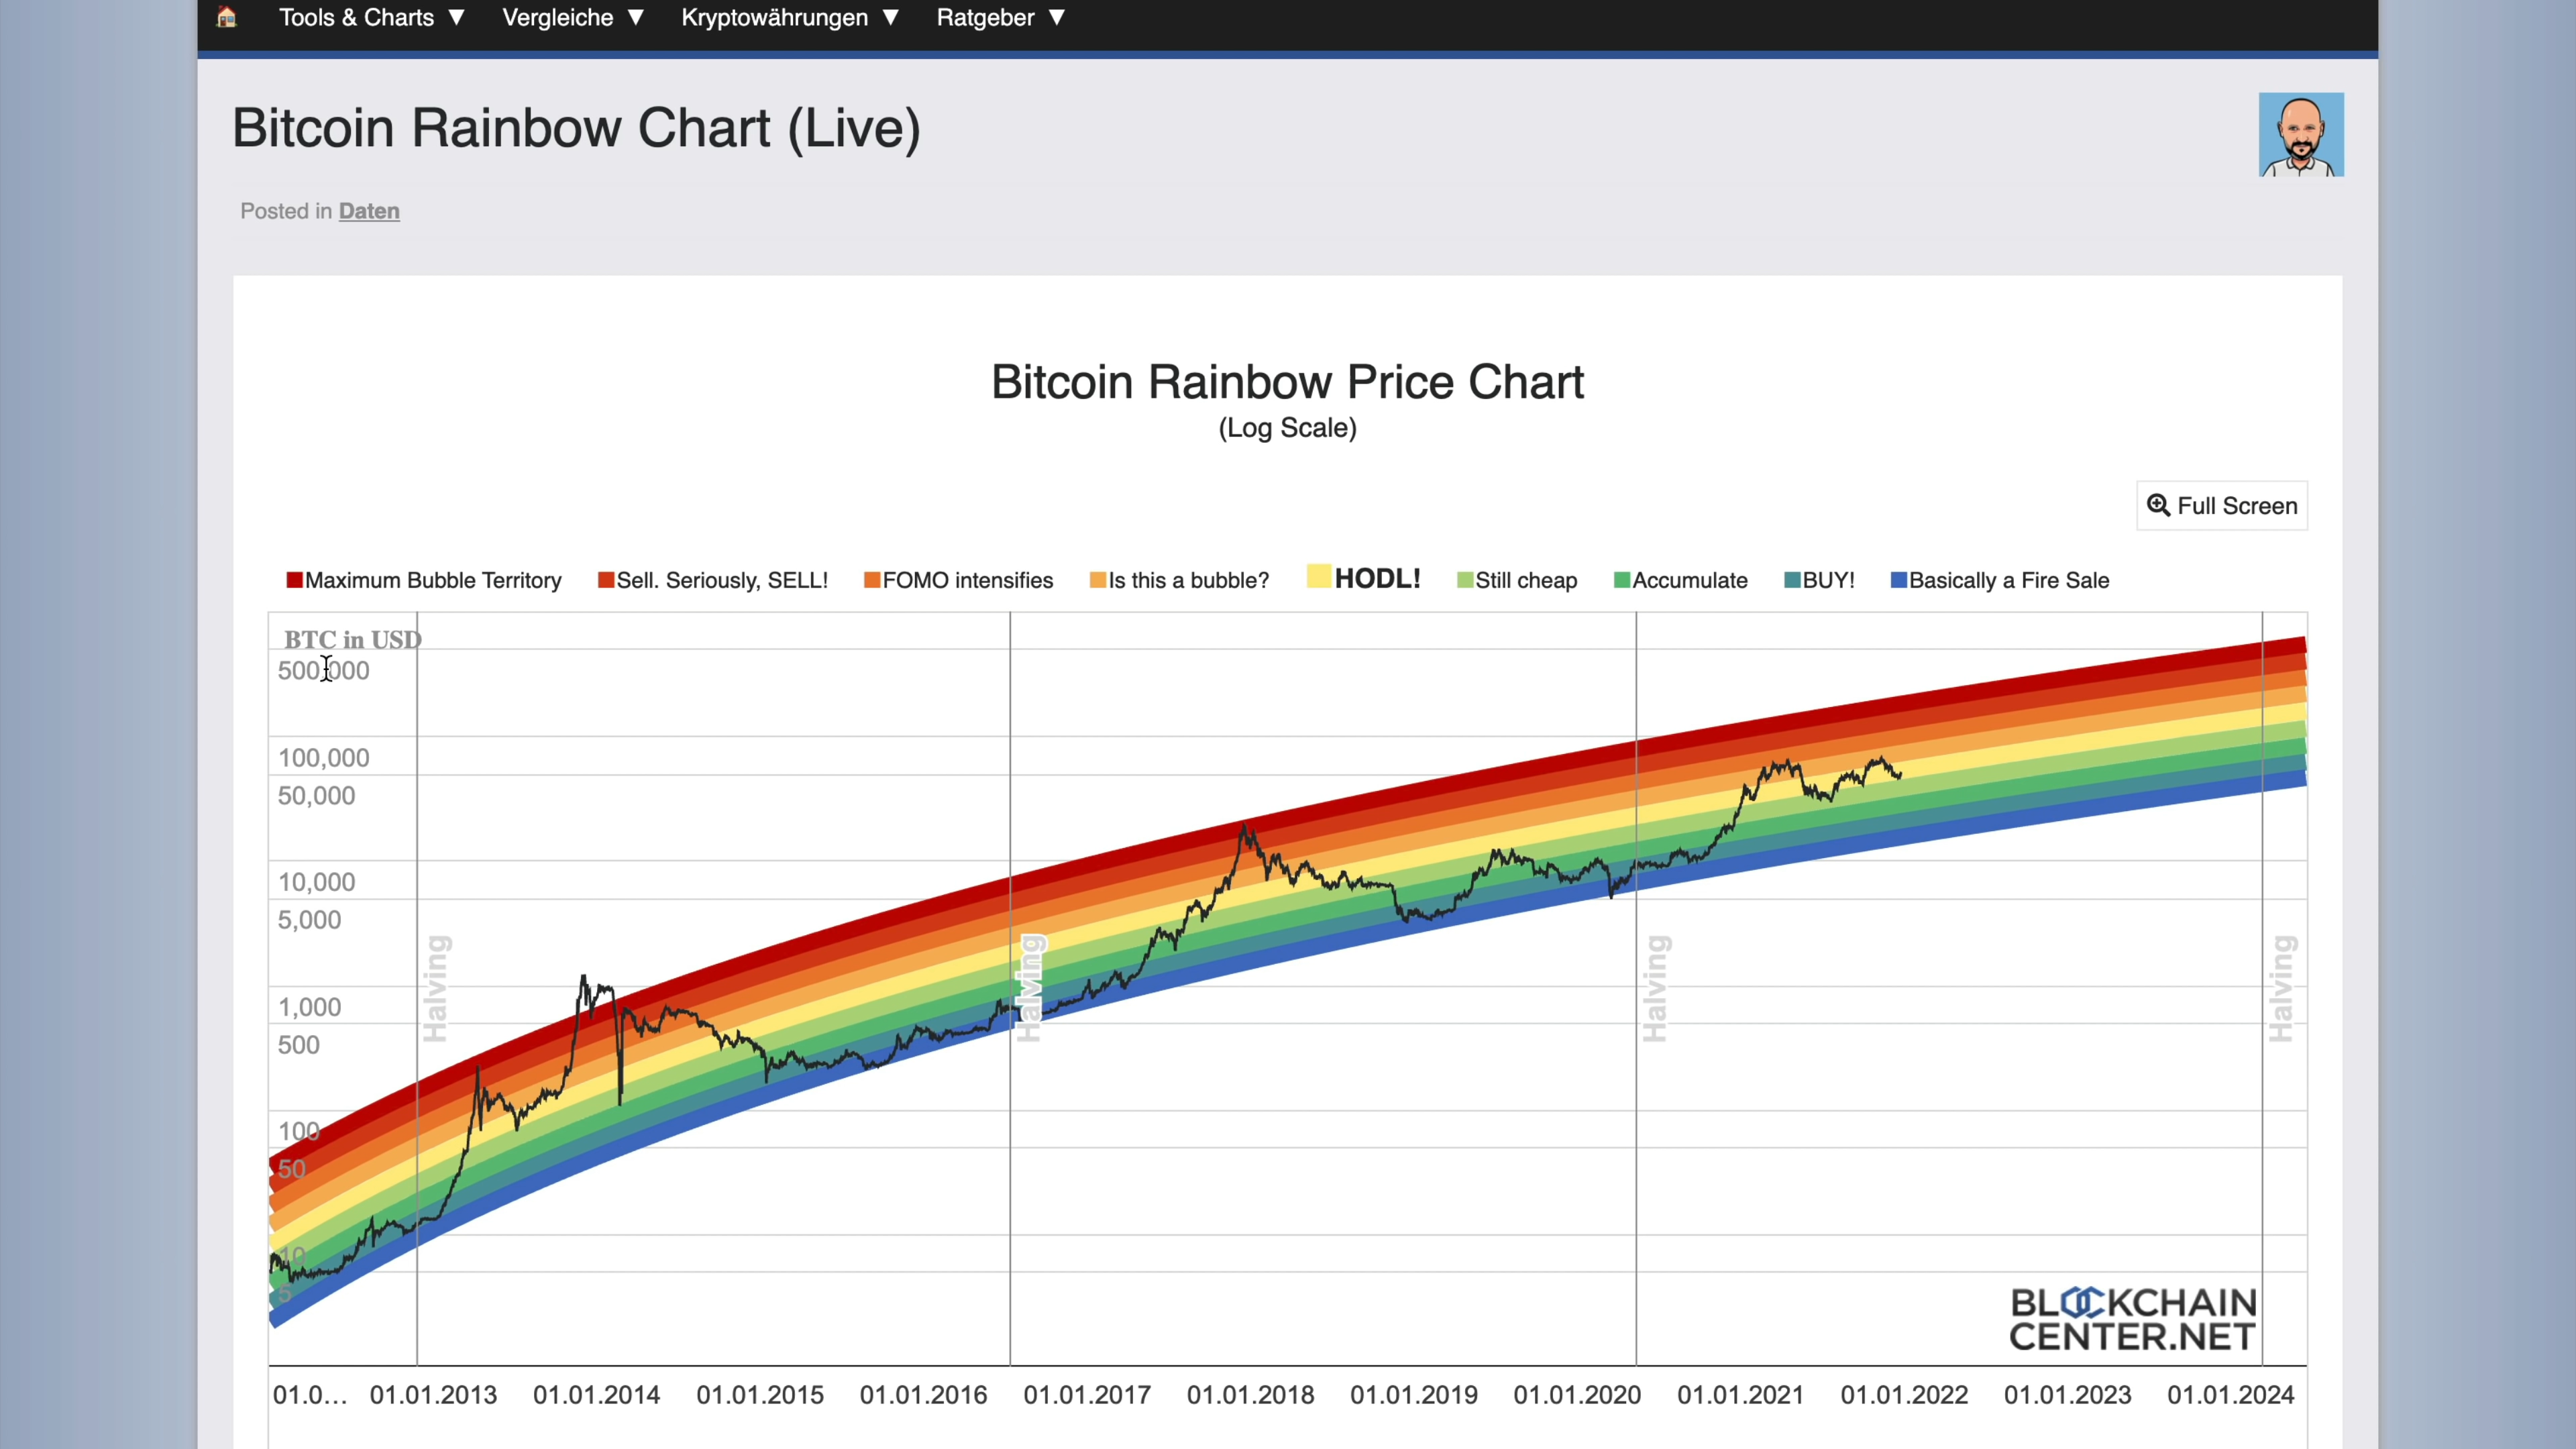 Tools & Charts ▼ Vergleiche ▼ Kryptowährungen ▼ Ratgeber ▼
Bitcoin Rainbow Chart (Live)
Posted in Daten
Bitcoin Rainbow Price Chart
(Log Scale)
Full Screen
Maximum Bubble Territory Sell. Seriously, SELL! FOMO intensifies Is this a bubble? HODL! Still cheap Accumulate BUY! Basically a Fire Sale
BTC in USD
500,000
100,000
50,000
10,000
5,000
1,000
500
100
50
10
5
Halving
Halving
Halving
Halving
BLOCKCHAIN
CENTER.NET
01.0... 01.01.2013 01.01.2014 01.01.2015 01.01.2016 01.01.2017 01.01.2018 01.01.2019 01.01.2020 01.01.2021 01.01.2022 01.01.2023 01.01.2024